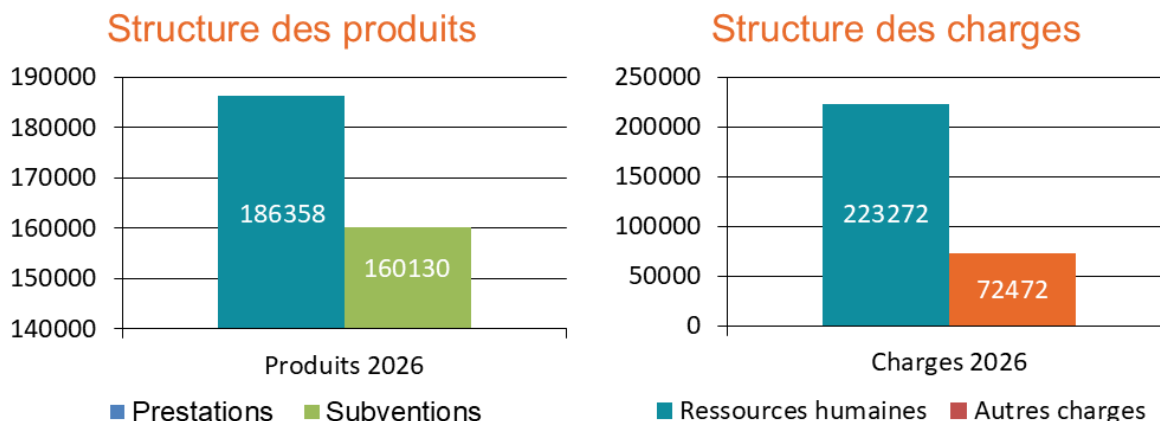 Structure des produits
190000
180000
170000
160000
150000
140000
186358
160130
Produits 2026
Prestations
Subventions
Structure des charges
250000
200000
150000
100000
50000
0
223272
72472
Charges 2026
Ressources humaines
Autres charges